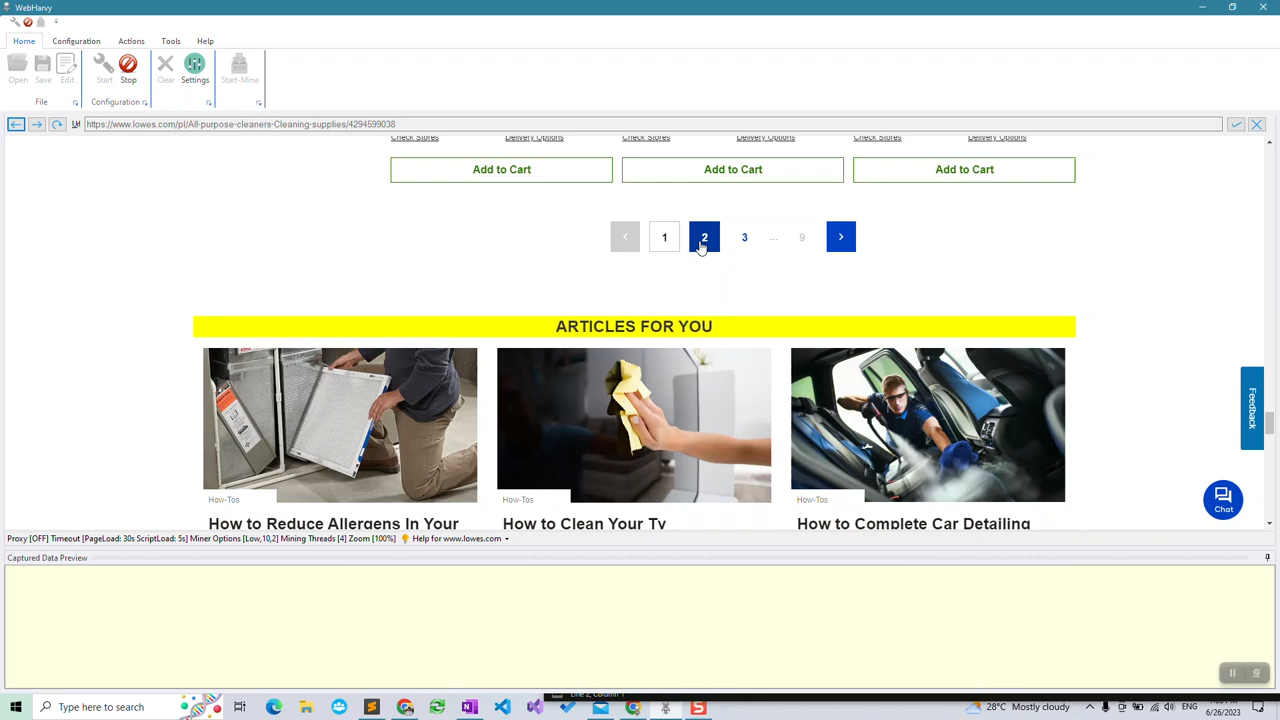 WebHarvy
Home Configuration Actions Tools Help
Open Save Edit Start Stop Clear Settings Start-Mine
File Configuration
Url https://www.lowes.com/pl/All-purpose-cleaners-Cleaning-supplies/4294599038
Check Stores Delivery Options Check Stores Delivery Options Check Stores Delivery Options
Add to Cart Add to Cart Add to Cart
< 1 2 3 ... 9 >
ARTICLES FOR YOU
Feedback
How-Tos How-Tos How-Tos
Chat
How to Reduce Allergens In Your How to Clean Your Tv How to Complete Car Detailing
Proxy [OFF] Timeout [PageLoad: 30s ScriptLoad: 5s] Miner Options [Low,10,2] Mining Threads [4] Zoom [100%] Help for www.lowes.com
Captured Data Preview
Line 2, Column 1
Type here to search 28°C Mostly cloudy ENG
6/26/2023